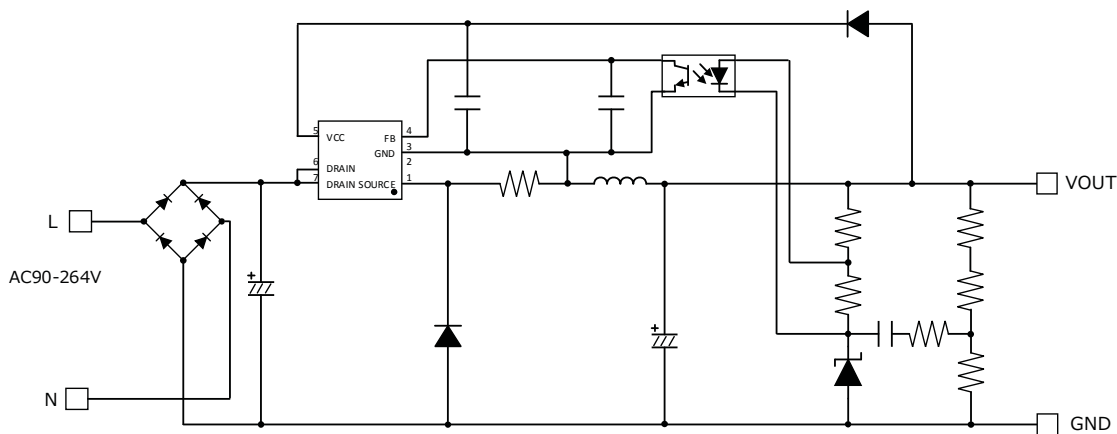 5
VCC
FB
4
GND
3
6
DRAIN
2
7
DRAIN SOURCE
1
VOUT
L
AC90-264V
N
GND